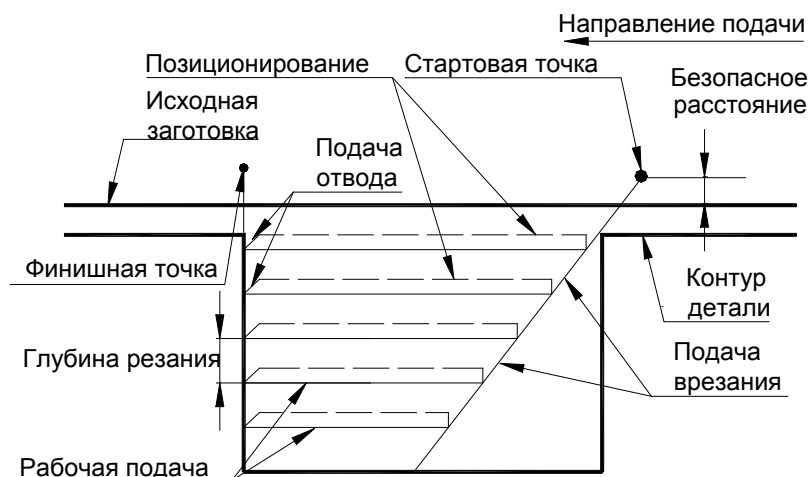 Направление подачи
Позиционирование
Стартовая точка
Безопасное
расстояние
Исходная
заготовка
Подача
отвода
Финишная точка
Контур
детали
Глубина резания
Подача
врезания
Рабочая подача